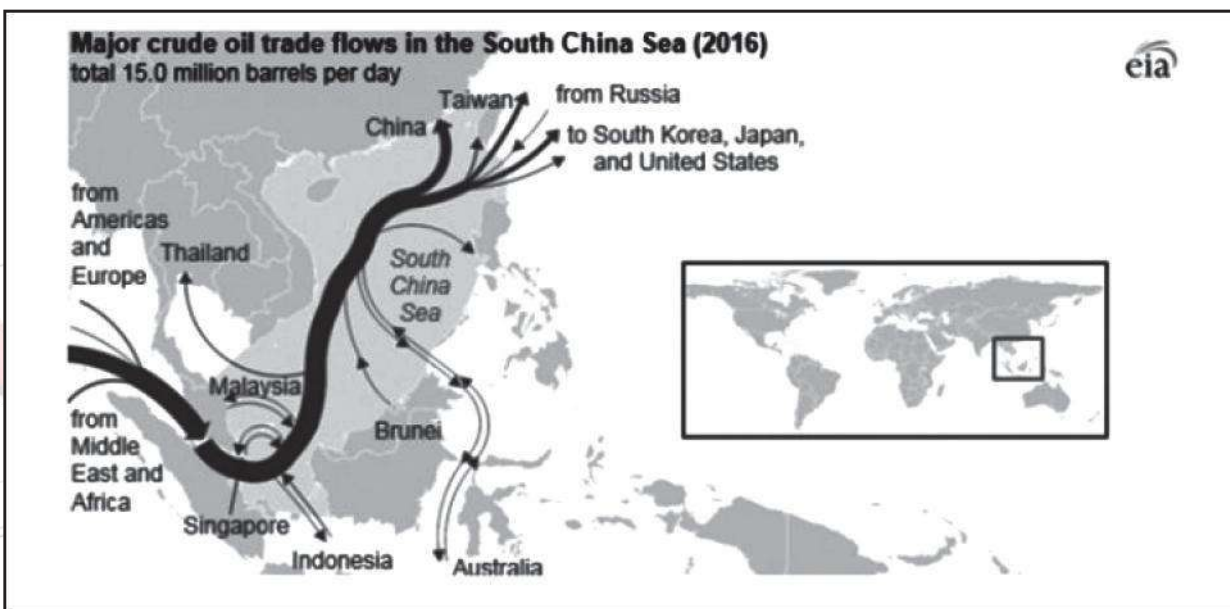 Major crude oil trade flows in the South China Sea (2016)
total 15.0 million barrels per day
eia
Taiwan
from Russia
China
to South Korea, Japan,
and United States
from
Americas
and
Europe
Thailand
South
China
Sea
Malaysia
from
Middle
East and
Africa
Brunei
Singapore
Indonesia
Australia